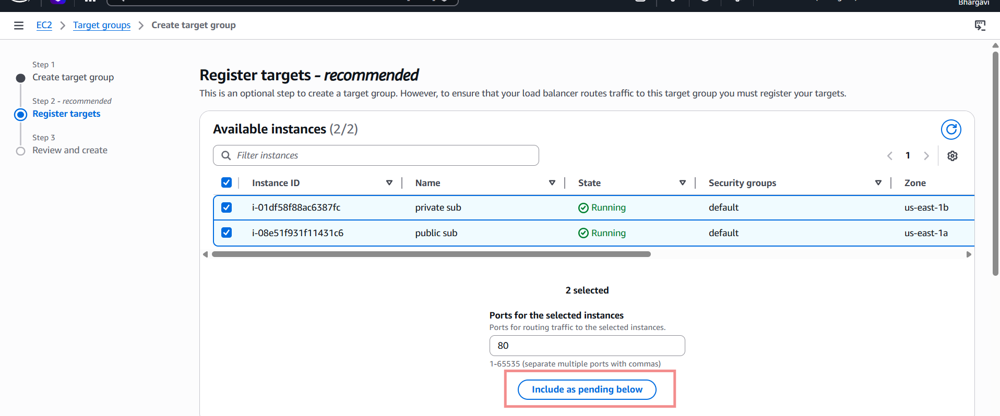 Bhargavi
EC2 > Target groups > Create target group
Step 1
Create target group
Step 2 - recommended
Register targets
Step 3
Review and create
Register targets - recommended
This is an optional step to create a target group. However, to ensure that your load balancer routes traffic to this target group you must register your targets.
Available instances (2/2)
Filter instances
1
Instance ID Name State Security groups Zone
i-01df58f88ac6387fc private sub Running default us-east-1b
i-08e51f931f11431c6 public sub Running default us-east-1a
2 selected
Ports for the selected instances
Ports for routing traffic to the selected instances.
80
1-65535 (separate multiple ports with commas)
Include as pending below